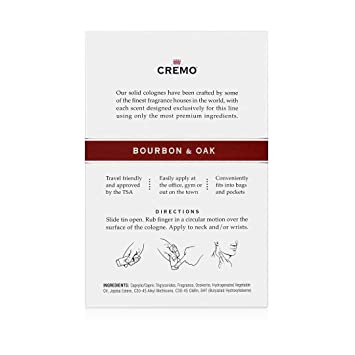 CREMO®
Our solid colognes have been crafted by some
of the finest fragrance houses in the world, with
each scent designed exclusively for this line
using only the most premium ingredients.
BOURBON & OAK
Travel friendly
and approved
by the TSA
Easily apply at
the office, gym or
out on the town
Conveniently
fits into bags
and pockets
DIRECTIONS
Slide tin open. Rub finger in a circular motion over the
surface of the cologne. Apply to neck and/or wrists.
INGREDIENTS: Caprylic/Capric Triglycerides, Fragrance, Ozokerite, Hydrogenated Vegetable
Oil, Jojoba Esters, C30-45 Alkyl Methicone, C30-45 Olefin, BHT (Butylated Hydroxytoluene)